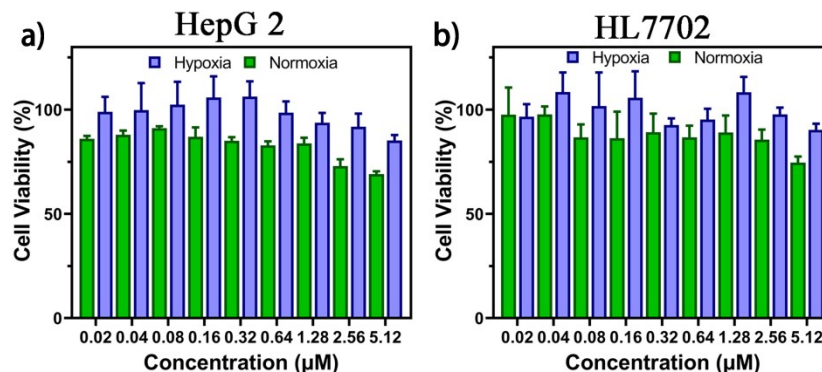 a)
HepG 2
Hypoxia Normoxia
Cell Viability (%)
100
50
0
0.02 0.04 0.08 0.16 0.32 0.64 1.28 2.56 5.12
Concentration (μM)
b)
HL7702
Hypoxia Normoxia
Cell Viability (%)
100
50
0
0.02 0.04 0.08 0.16 0.32 0.64 1.28 2.56 5.12
Concentration (μM)